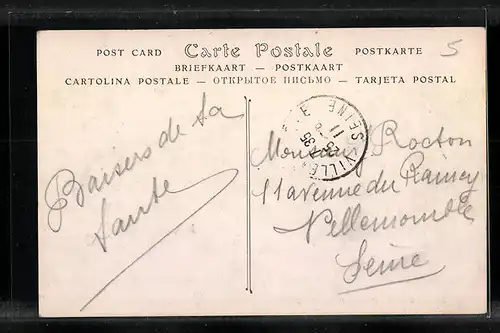 POST CARD Carte Postale POSTKARTE
BRIEFKAART — POSTKAART
CARTOLINA POSTALE — ОТКРЫТОЕ ПИСЬМО — TARJETA POSTAL
5
Baisers de ta
tante
SEINE
Monsieur Rocton
11 avenue du Rainey
Villemomble
Seine